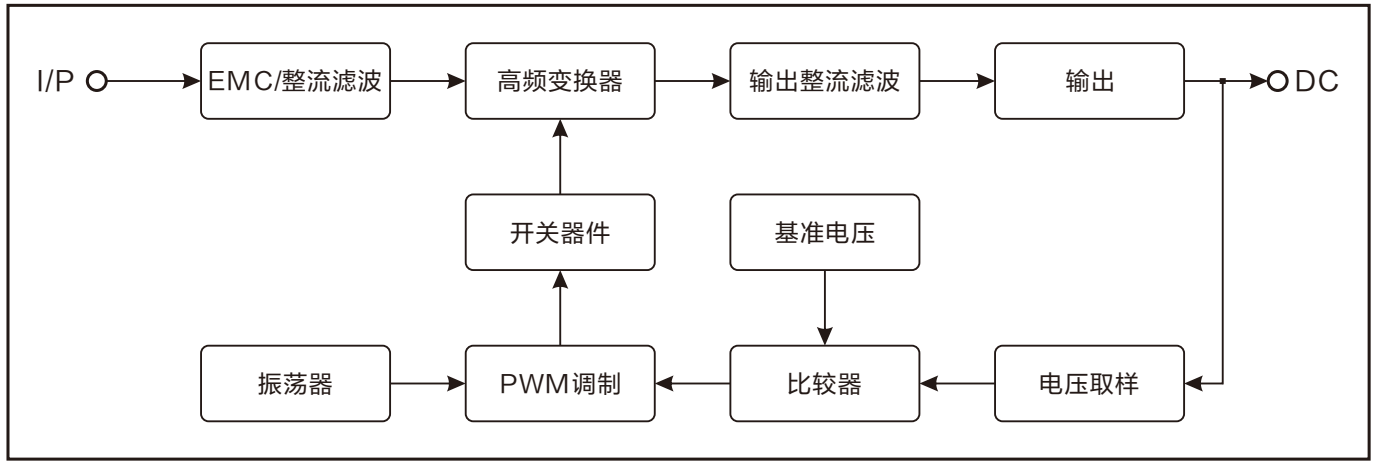 I/P
EMC/整流滤波
高频变换器
输出整流滤波
输出
DC
开关器件
基准电压
振荡器
PWM调制
比较器
电压取样